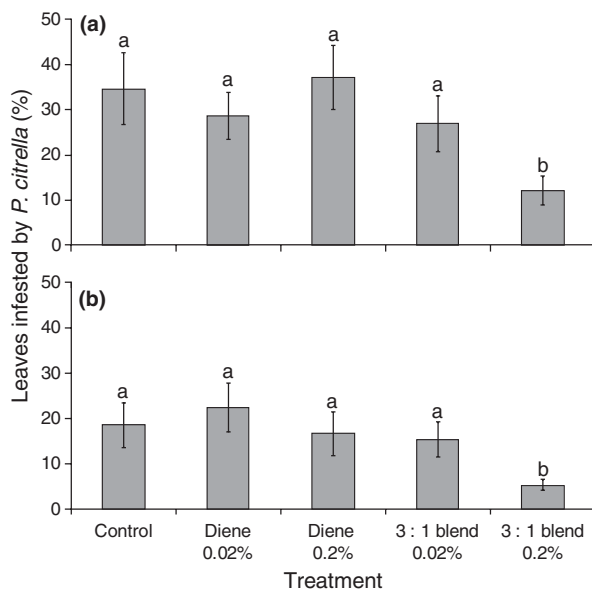 Leaves infested by P. citrella (%)
(a)
50
40
30
20
10
0
a
a
a
a
b
(b)
50
40
30
20
10
0
a
a
a
a
b
Control
Diene
0.02%
Diene
0.2%
3 : 1 blend
0.02%
3 : 1 blend
0.2%
Treatment